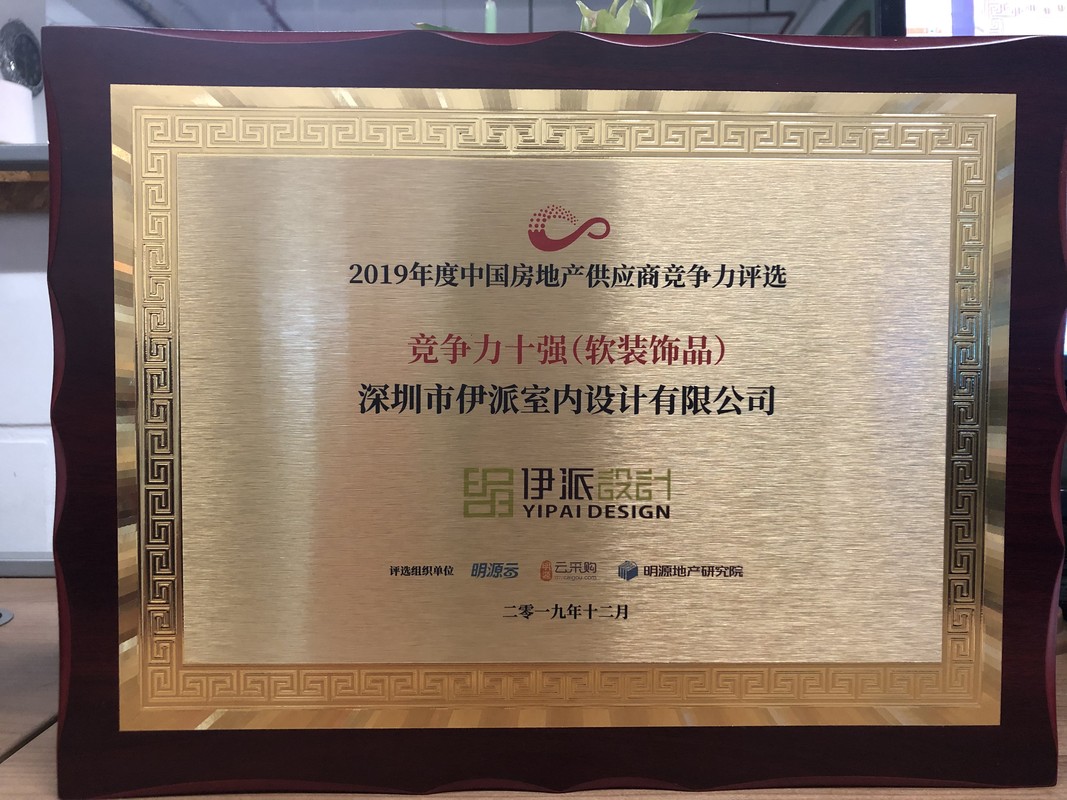 2019年度中国房地产供应商竞争力评选
竞争力十强(软装饰品)
深圳市伊派室内设计有限公司
伊派設計
YIPAI DESIGN
评选组织单位 明源云 云采购 明源地产研究院
二零一九年十二月